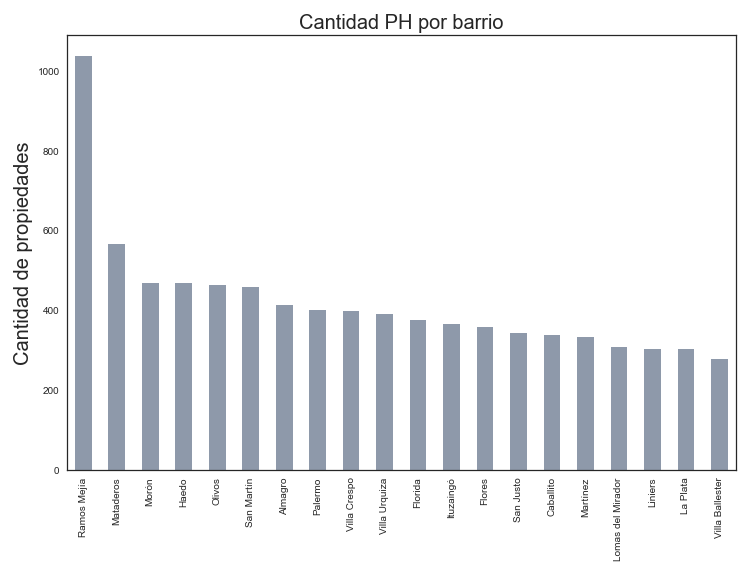 Cantidad PH por barrio
Cantidad de propiedades
1000
800
600
400
200
0
Ramos Mejía
Mataderos
Morón
Haedo
Olivos
San Martín
Almagro
Palermo
Villa Crespo
Villa Urquiza
Florida
Ituzaingó
Flores
San Justo
Caballito
Martínez
Lomas del Mirador
Liniers
La Plata
Villa Ballester